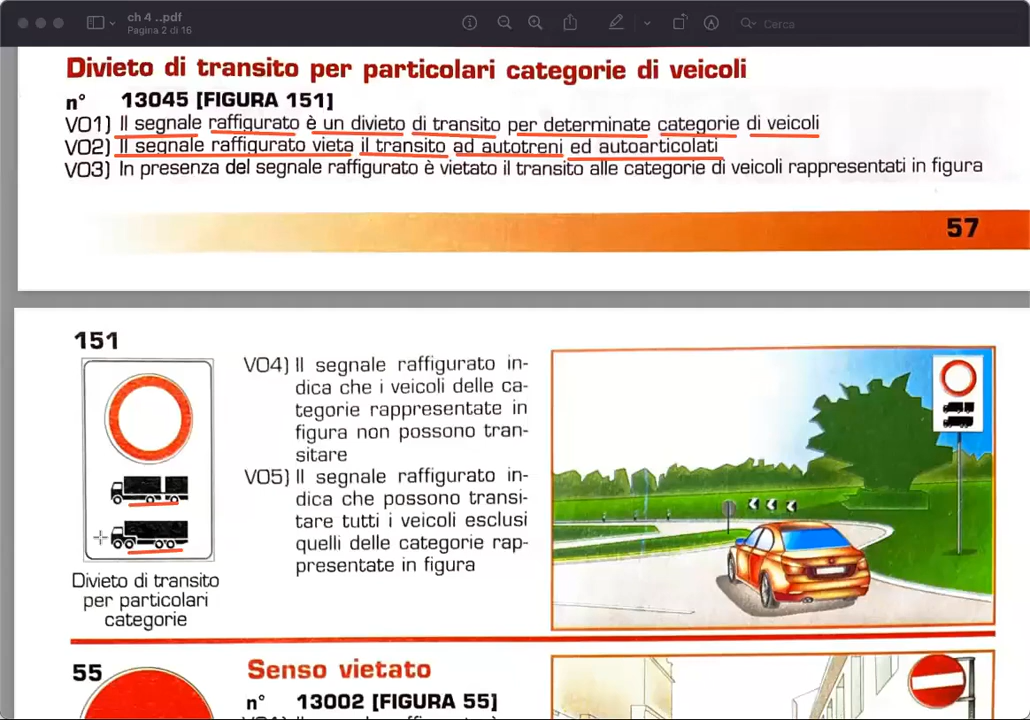 ch 4 ..pdf
Pagina 2 di 16
Cerca
Divieto di transito per particolari categorie di veicoli
n° 13045 [FIGURA 151]
V01) Il segnale raffigurato è un divieto di transito per determinate categorie di veicoli
V02) Il segnale raffigurato vieta il transito ad autotreni ed autoarticolati
V03) In presenza del segnale raffigurato è vietato il transito alle categorie di veicoli rappresentati in figura
57
151
V04) Il segnale raffigurato in-
dica che i veicoli delle ca-
tegorie rappresentate in
figura non possono tran-
sitare
V05) Il segnale raffigurato in-
dica che possono transi-
tare tutti i veicoli esclusi
quelli delle categorie rap-
presentate in figura
Divieto di transito
per particolari
categorie
55
Senso vietato
n° 13002 [FIGURA 55]